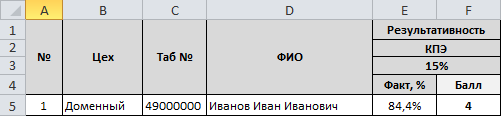 A B C D E F
1 Результативность
2 КПЭ
3 15%
№ Цех Таб № ФИО
4 Факт, % Балл
5 1 Доменный 49000000 Иванов Иван Иванович 84,4% 4